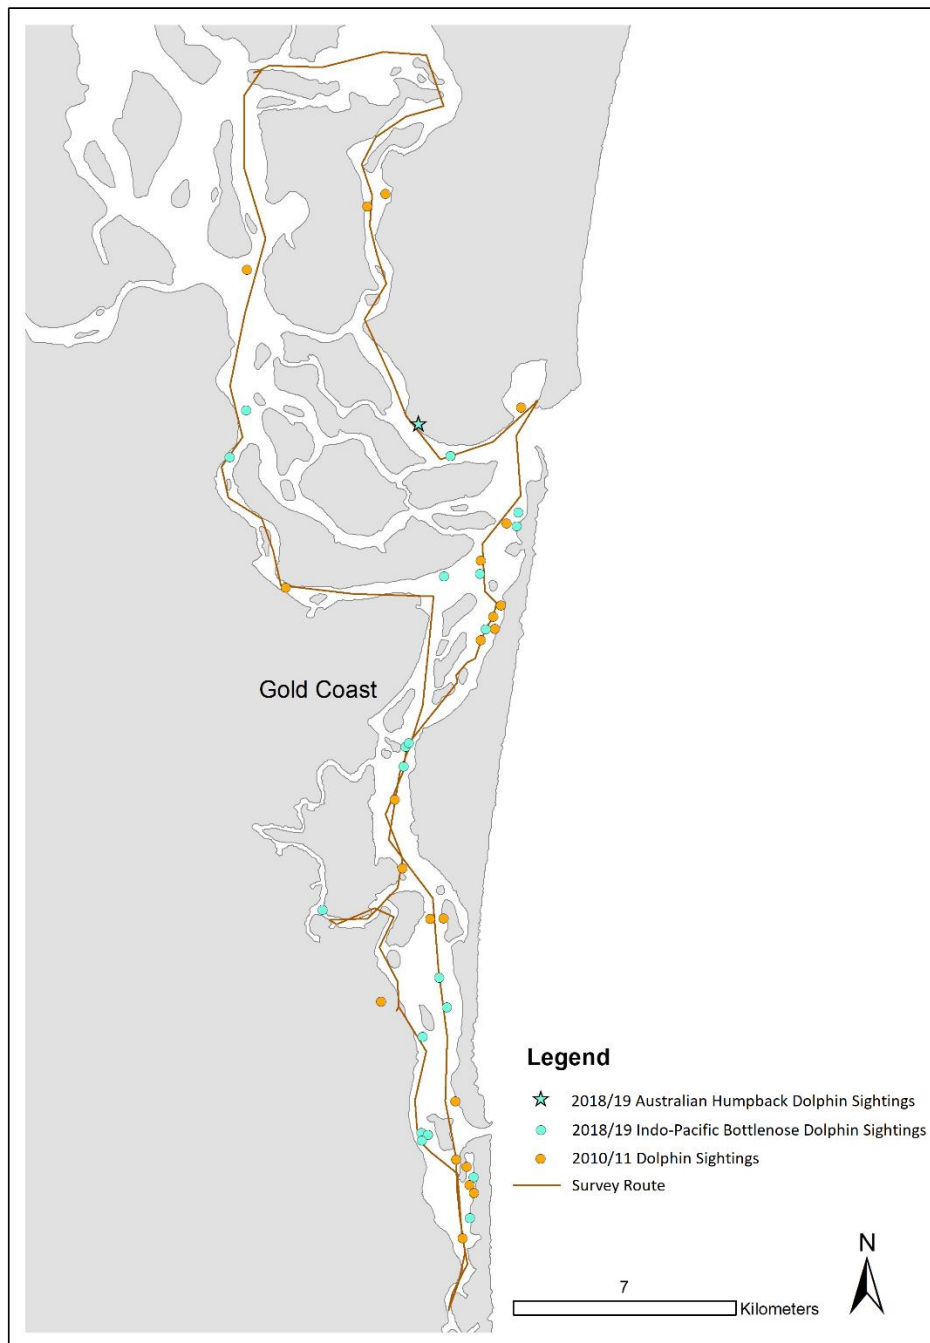 Gold Coast
Legend
2018/19 Australian Humpback Dolphin Sightings
2018/19 Indo-Pacific Bottlenose Dolphin Sightings
2010/11 Dolphin Sightings
Survey Route
N
7
Kilometers